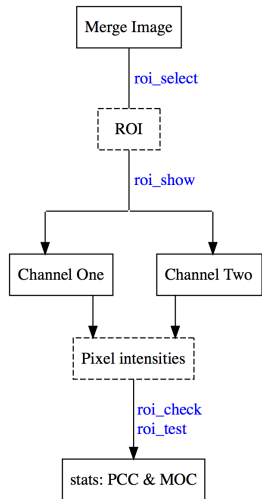 Merge Image
roi_select
ROI
roi_show
Channel One
Channel Two
Pixel intensities
roi_check
roi_test
stats: PCC & MOC